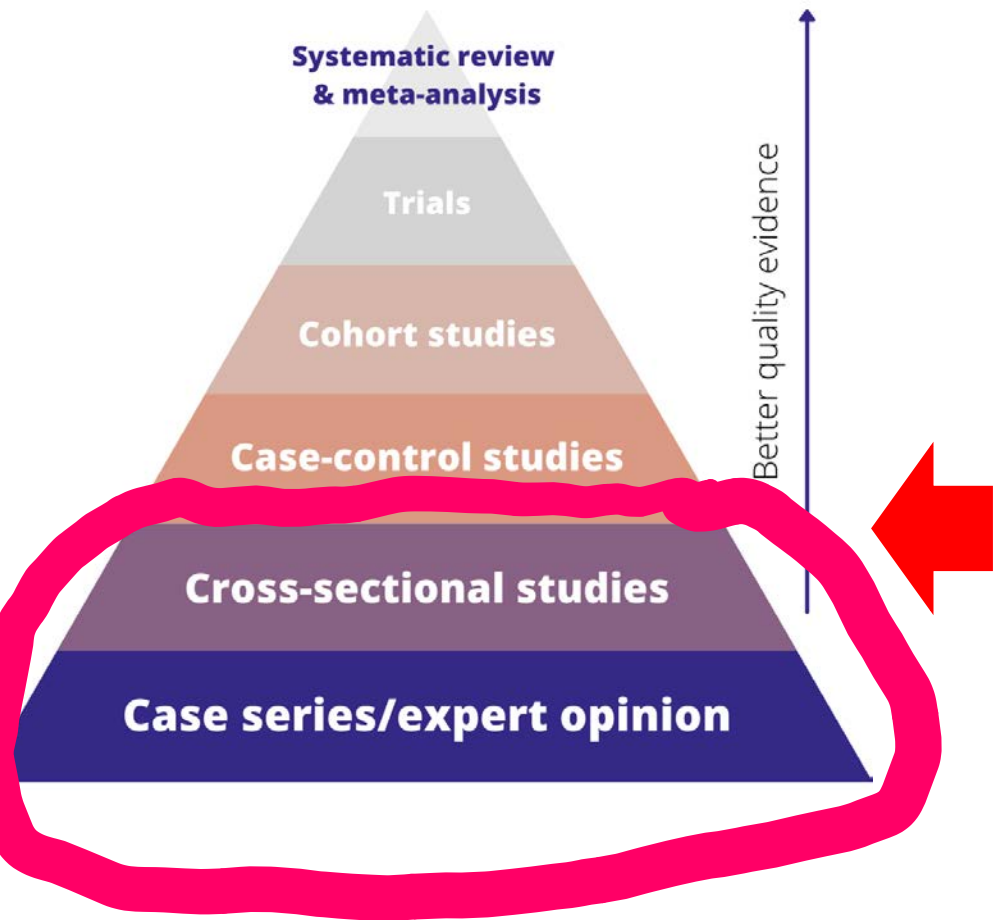 Systematic review
& meta-analysis
Trials
Cohort studies
Case-control studies
Cross-sectional studies
Case series/expert opinion
Better quality evidence